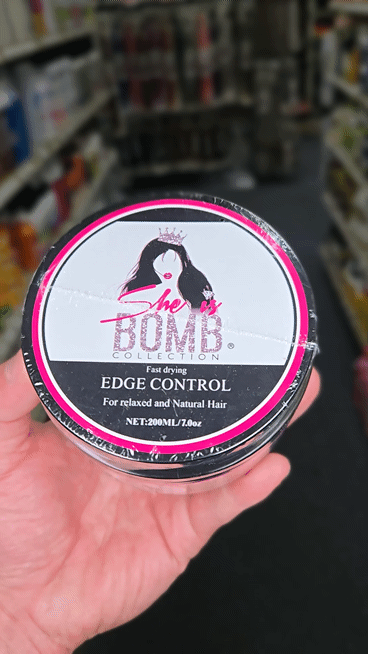 She is
BOMB®
COLLECTION
Fast drying
EDGE CONTROL
For relaxed and Natural Hair
NET:200ML/7.0oz